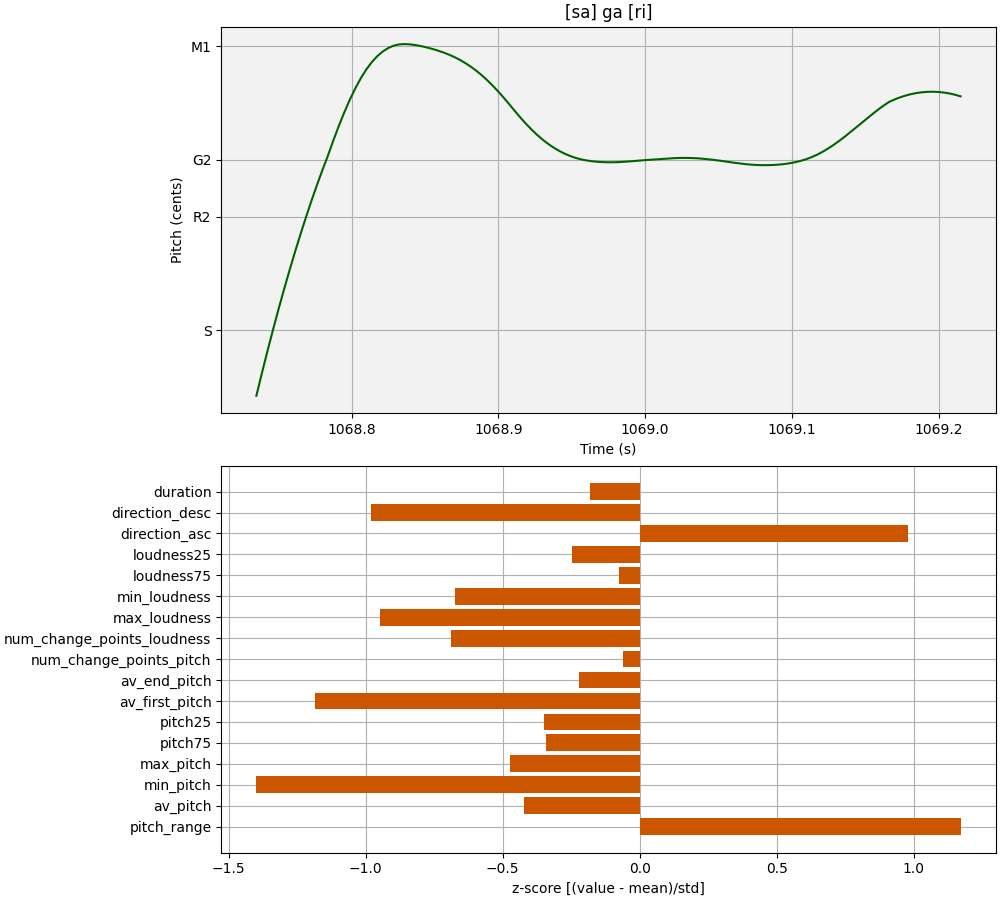 [sa] ga [ri]
M1
G2
R2
S
Pitch (cents)
1068.8 1068.9 1069.0 1069.1 1069.2
Time (s)
duration
direction_desc
direction_asc
loudness25
loudness75
min_loudness
max_loudness
num_change_points_loudness
num_change_points_pitch
av_end_pitch
av_first_pitch
pitch25
pitch75
max_pitch
min_pitch
av_pitch
pitch_range
−1.5 −1.0 −0.5 0.0 0.5 1.0
z-score [(value - mean)/std]